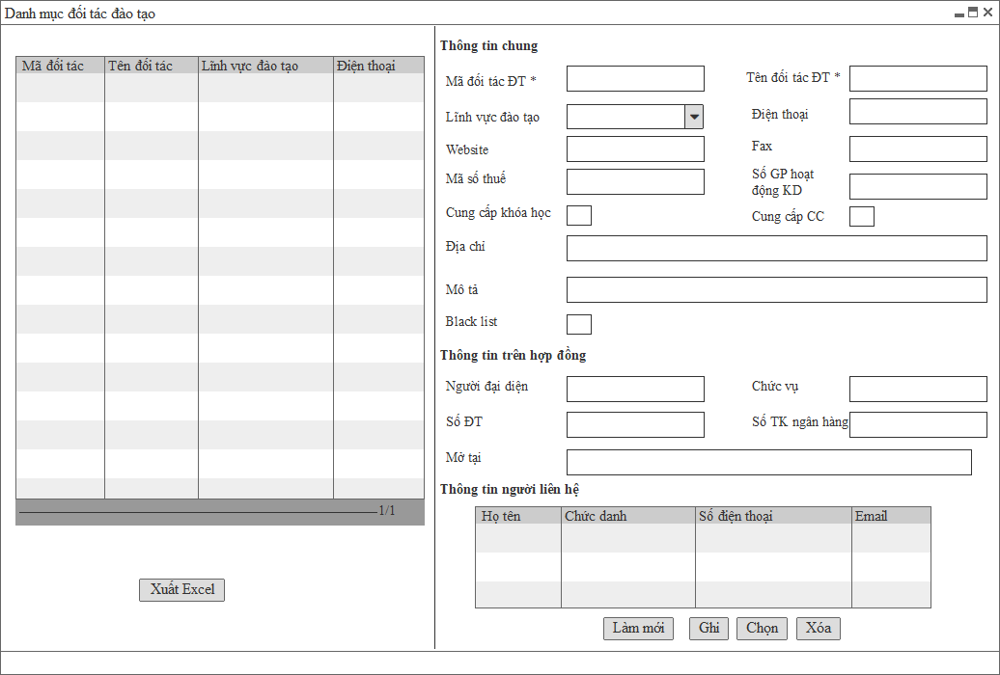 Danh mục đối tác đào tạo
Mã đối tác Tên đối tác Lĩnh vực đào tạo Điện thoại
1/1
Xuất Excel
Thông tin chung
Mã đối tác ĐT * Tên đối tác ĐT *
Lĩnh vực đào tạo Điện thoại
Website Fax
Mã số thuế Số GP hoạt
động KD
Cung cấp khóa học Cung cấp CC
Địa chỉ
Mô tả
Black list
Thông tin trên hợp đồng
Người đại diện Chức vụ
Số ĐT Số TK ngân hàng
Mở tại
Thông tin người liên hệ
Họ tên Chức danh Số điện thoại Email
Làm mới Ghi Chọn Xóa